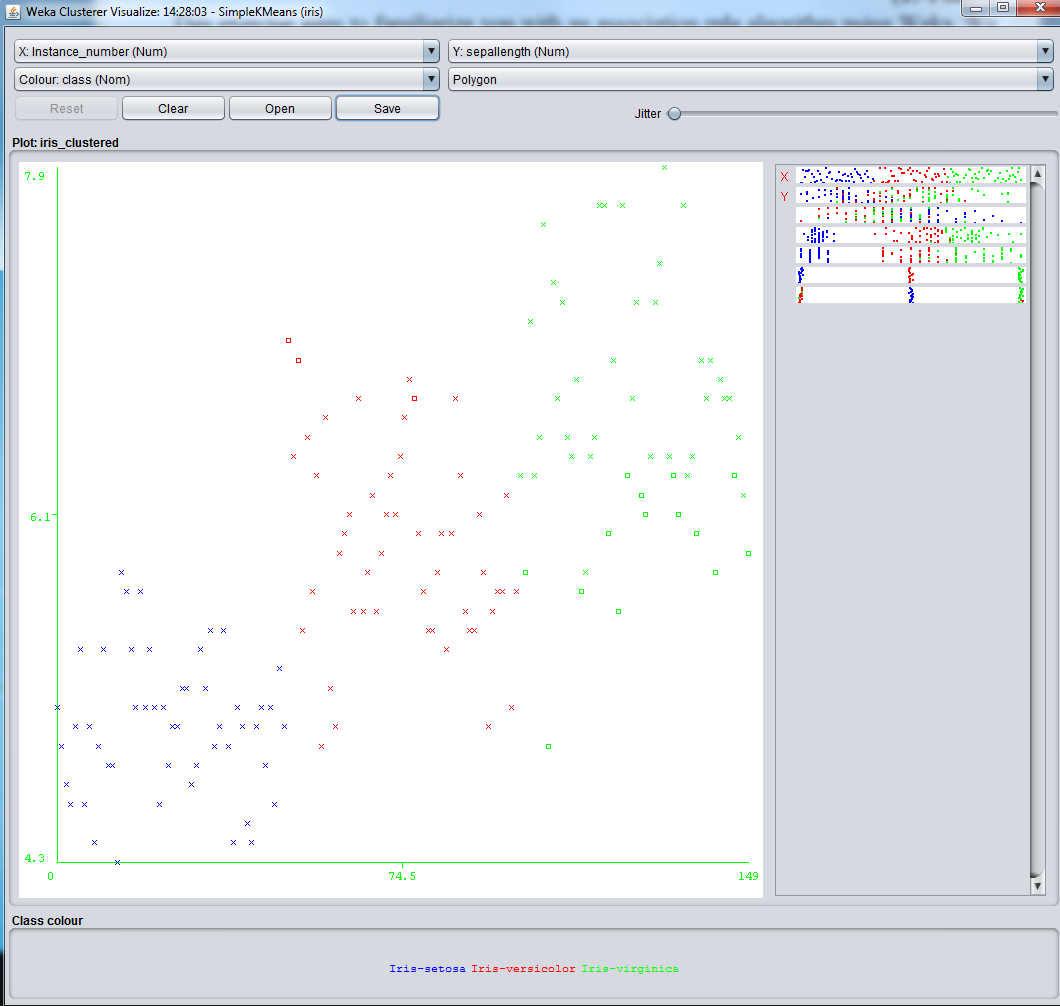 Weka Clusterer Visualize: 14:28:03 - SimpleKMeans (iris)
X: Instance_number (Num)
Y: sepallength (Num)
Colour: class (Nom)
Polygon
Reset
Clear
Open
Save
Jitter
Plot: iris_clustered
7.9
6.1
4.3
0
74.5
149
X
Y
Class colour
Iris-setosa Iris-versicolor Iris-virginica